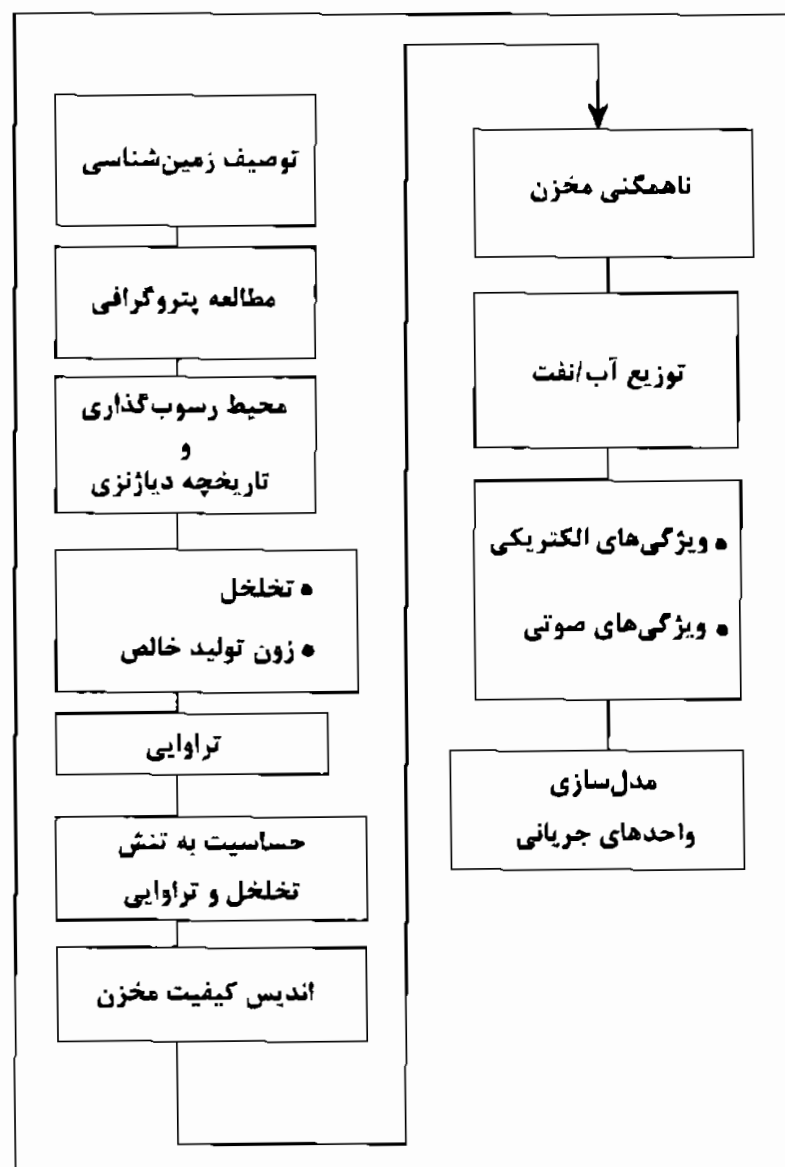 توصیف زمین‌شناسی
مطالعه پتروگرافی
محیط رسوب‌گذاری
و
تاریخچه دیاژنزی
• تخلخل
• زون تولید خالص
تراوایی
حساسیت به تنش
تخلخل و تراوایی
اندیس کیفیت مخزن
ناهمگنی مخزن
توزیع آب/نفت
• ویژگی‌های الکتریکی
• ویژگی‌های صوتی
مدل‌سازی
واحدهای جریانی